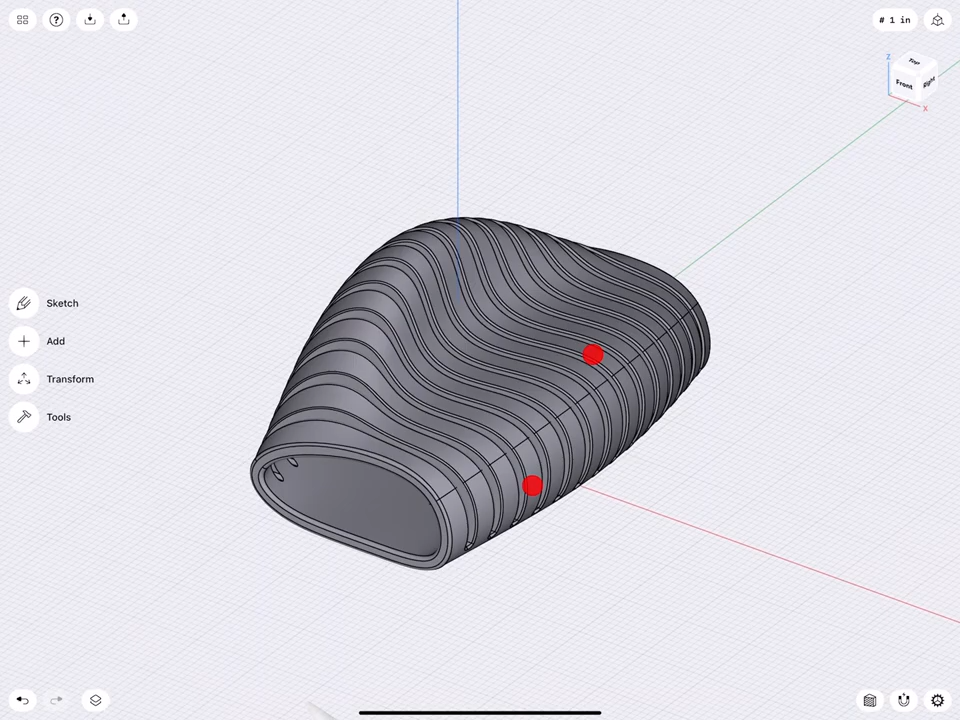 ?
# 1 in
Z
Top
Front
Right
X
Sketch
Add
Transform
Tools